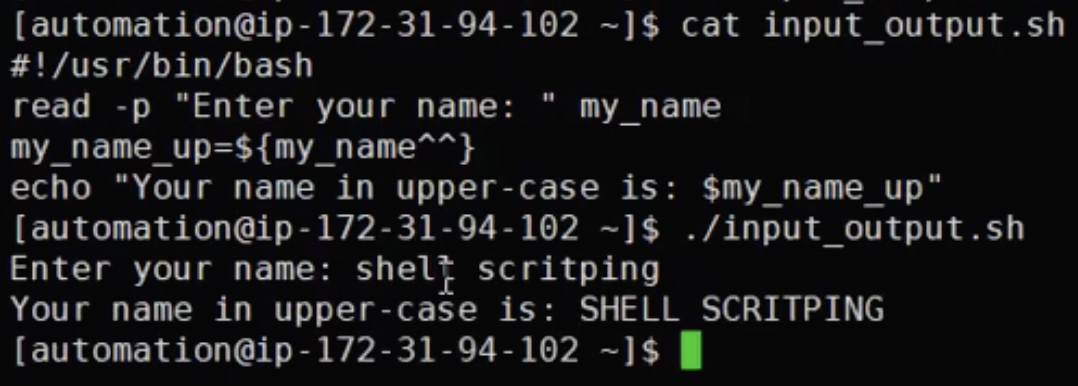 [automation@ip-172-31-94-102 ~]$ cat input_output.sh
#!/usr/bin/bash
read -p "Enter your name: " my_name
my_name_up=${my_name^^}
echo "Your name in upper-case is: $my_name_up"
[automation@ip-172-31-94-102 ~]$ ./input_output.sh
Enter your name: shell scritping
Your name in upper-case is: SHELL SCRITPING
[automation@ip-172-31-94-102 ~]$